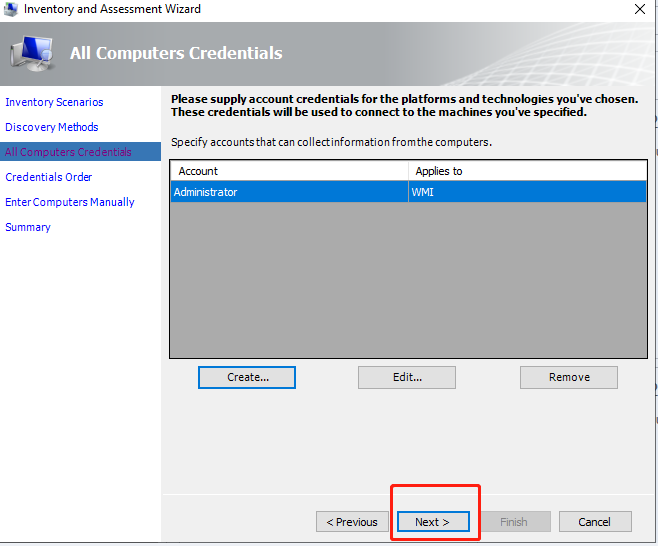 Inventory and Assessment Wizard
All Computers Credentials
Inventory Scenarios
Discovery Methods
All Computers Credentials
Credentials Order
Enter Computers Manually
Summary
Please supply account credentials for the platforms and technologies you've chosen.
These credentials will be used to connect to the machines you've specified.
Specify accounts that can collect information from the computers.
Account Applies to
Administrator WMI
Create... Edit... Remove
< Previous Next > Finish Cancel